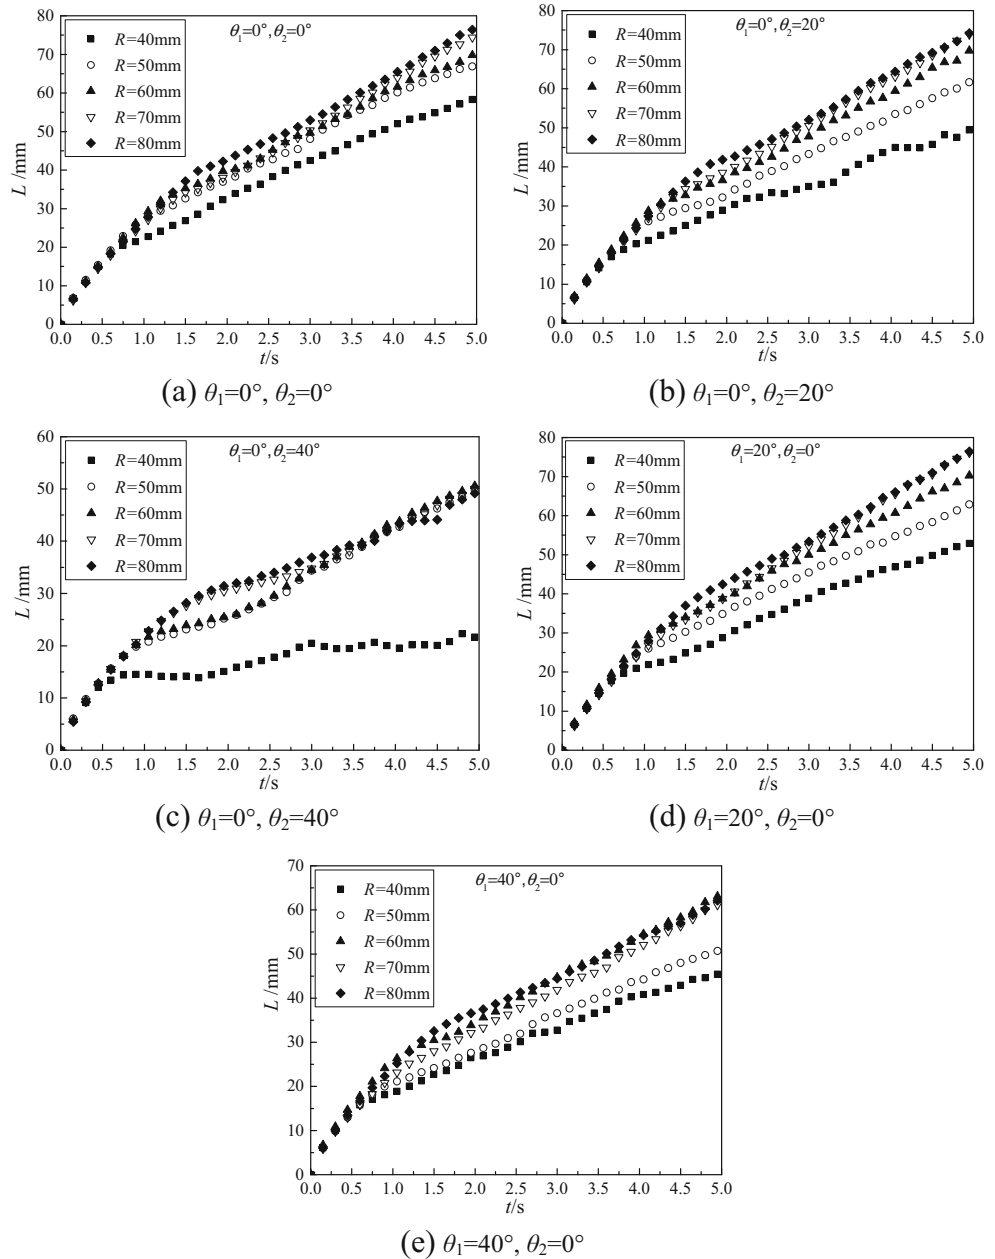 θ1=0°,θ2=0°
R=40mm
R=50mm
R=60mm
R=70mm
R=80mm
80
70
60
50
40
30
20
10
0
L /mm
0.0 0.5 1.0 1.5 2.0 2.5 3.0 3.5 4.0 4.5 5.0
t/s
(a) θ1=0°, θ2=0°
θ1=0°,θ2=20°
R=40mm
R=50mm
R=60mm
R=70mm
R=80mm
80
70
60
50
40
30
20
10
0
L /mm
0.0 0.5 1.0 1.5 2.0 2.5 3.0 3.5 4.0 4.5 5.0
t/s
(b) θ1=0°, θ2=20°
θ1=0°,θ2=40°
R=40mm
R=50mm
R=60mm
R=70mm
R=80mm
60
50
40
30
20
10
0
L /mm
0.0 0.5 1.0 1.5 2.0 2.5 3.0 3.5 4.0 4.5 5.0
t/s
(c) θ1=0°, θ2=40°
θ1=20°,θ2=0°
R=40mm
R=50mm
R=60mm
R=70mm
R=80mm
80
70
60
50
40
30
20
10
0
L /mm
0.0 0.5 1.0 1.5 2.0 2.5 3.0 3.5 4.0 4.5 5.0
t/s
(d) θ1=20°, θ2=0°
θ1=40°,θ2=0°
R=40mm
R=50mm
R=60mm
R=70mm
R=80mm
70
60
50
40
30
20
10
0
L /mm
0.0 0.5 1.0 1.5 2.0 2.5 3.0 3.5 4.0 4.5 5.0
t/s
(e) θ1=40°, θ2=0°